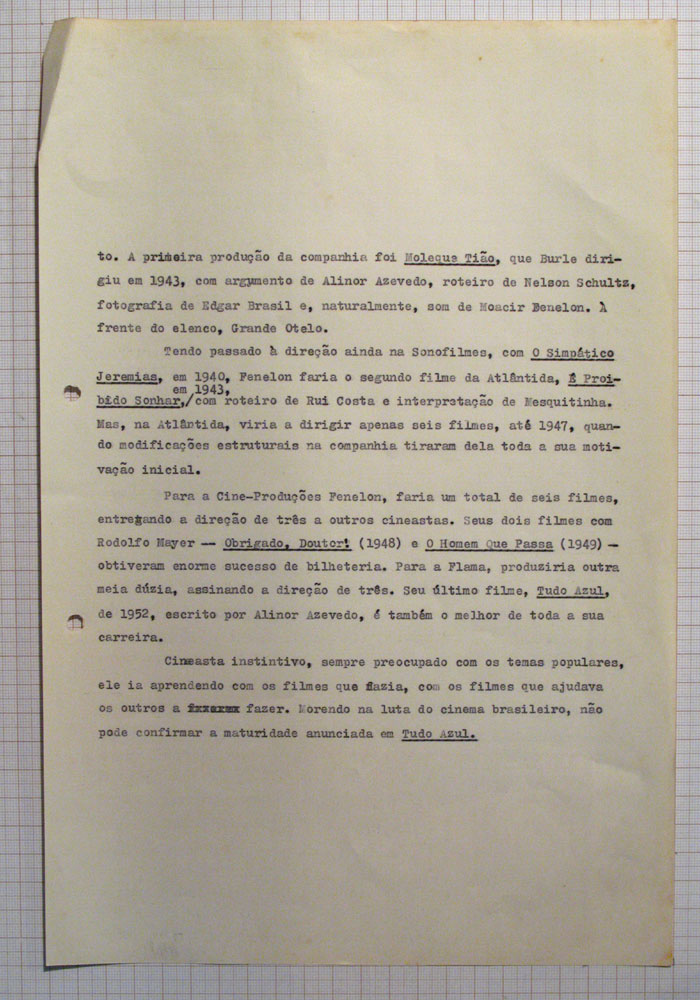 to. A primeira produção da companhia foi Moleque Tião, que Burle diri-
giu em 1943, com argumento de Alinor Azevedo, roteiro de Nelson Schultz,
fotografia de Edgar Brasil e, naturalmente, som de Moacir Denelon. À
frente do elenco, Grande Otelo.
Tendo passado à direção ainda na Sonofilmes, com O Simpático
Jeremias, em 1940, Fenelon faria o segundo filme da Atlântida, É Proi-
em 1943,
bido Sonhar,/com roteiro de Rui Costa e interpretação de Mesquitinha.
Mas, na Atlântida, viria a dirigir apenas seis filmes, até 1947, quan-
do modificações estruturais na companhia tiraram dela toda a sua moti-
vação inicial.
Para a Cine-Produções Fenelon, faria um total de seis filmes,
entregando a direção de três a outros cineastas. Seus dois filmes com
Rodolfo Mayer — Obrigado, Doutor! (1948) e O Homem Que Passa (1949) —
obtiveram enorme sucesso de bilheteria. Para a Flama, produziria outra
meia dúzia, assinando a direção de três. Seu último filme, Tudo Azul,
de 1952, escrito por Alinor Azevedo, é também o melhor de toda a sua
carreira.
Cineasta instintivo, sempre preocupado com os temas populares,
ele ia aprendendo com os filmes que fazia, com os filmes que ajudava
os outros a fazer. Morendo na luta do cinema brasileiro, não
pode confirmar a maturidade anunciada em Tudo Azul.